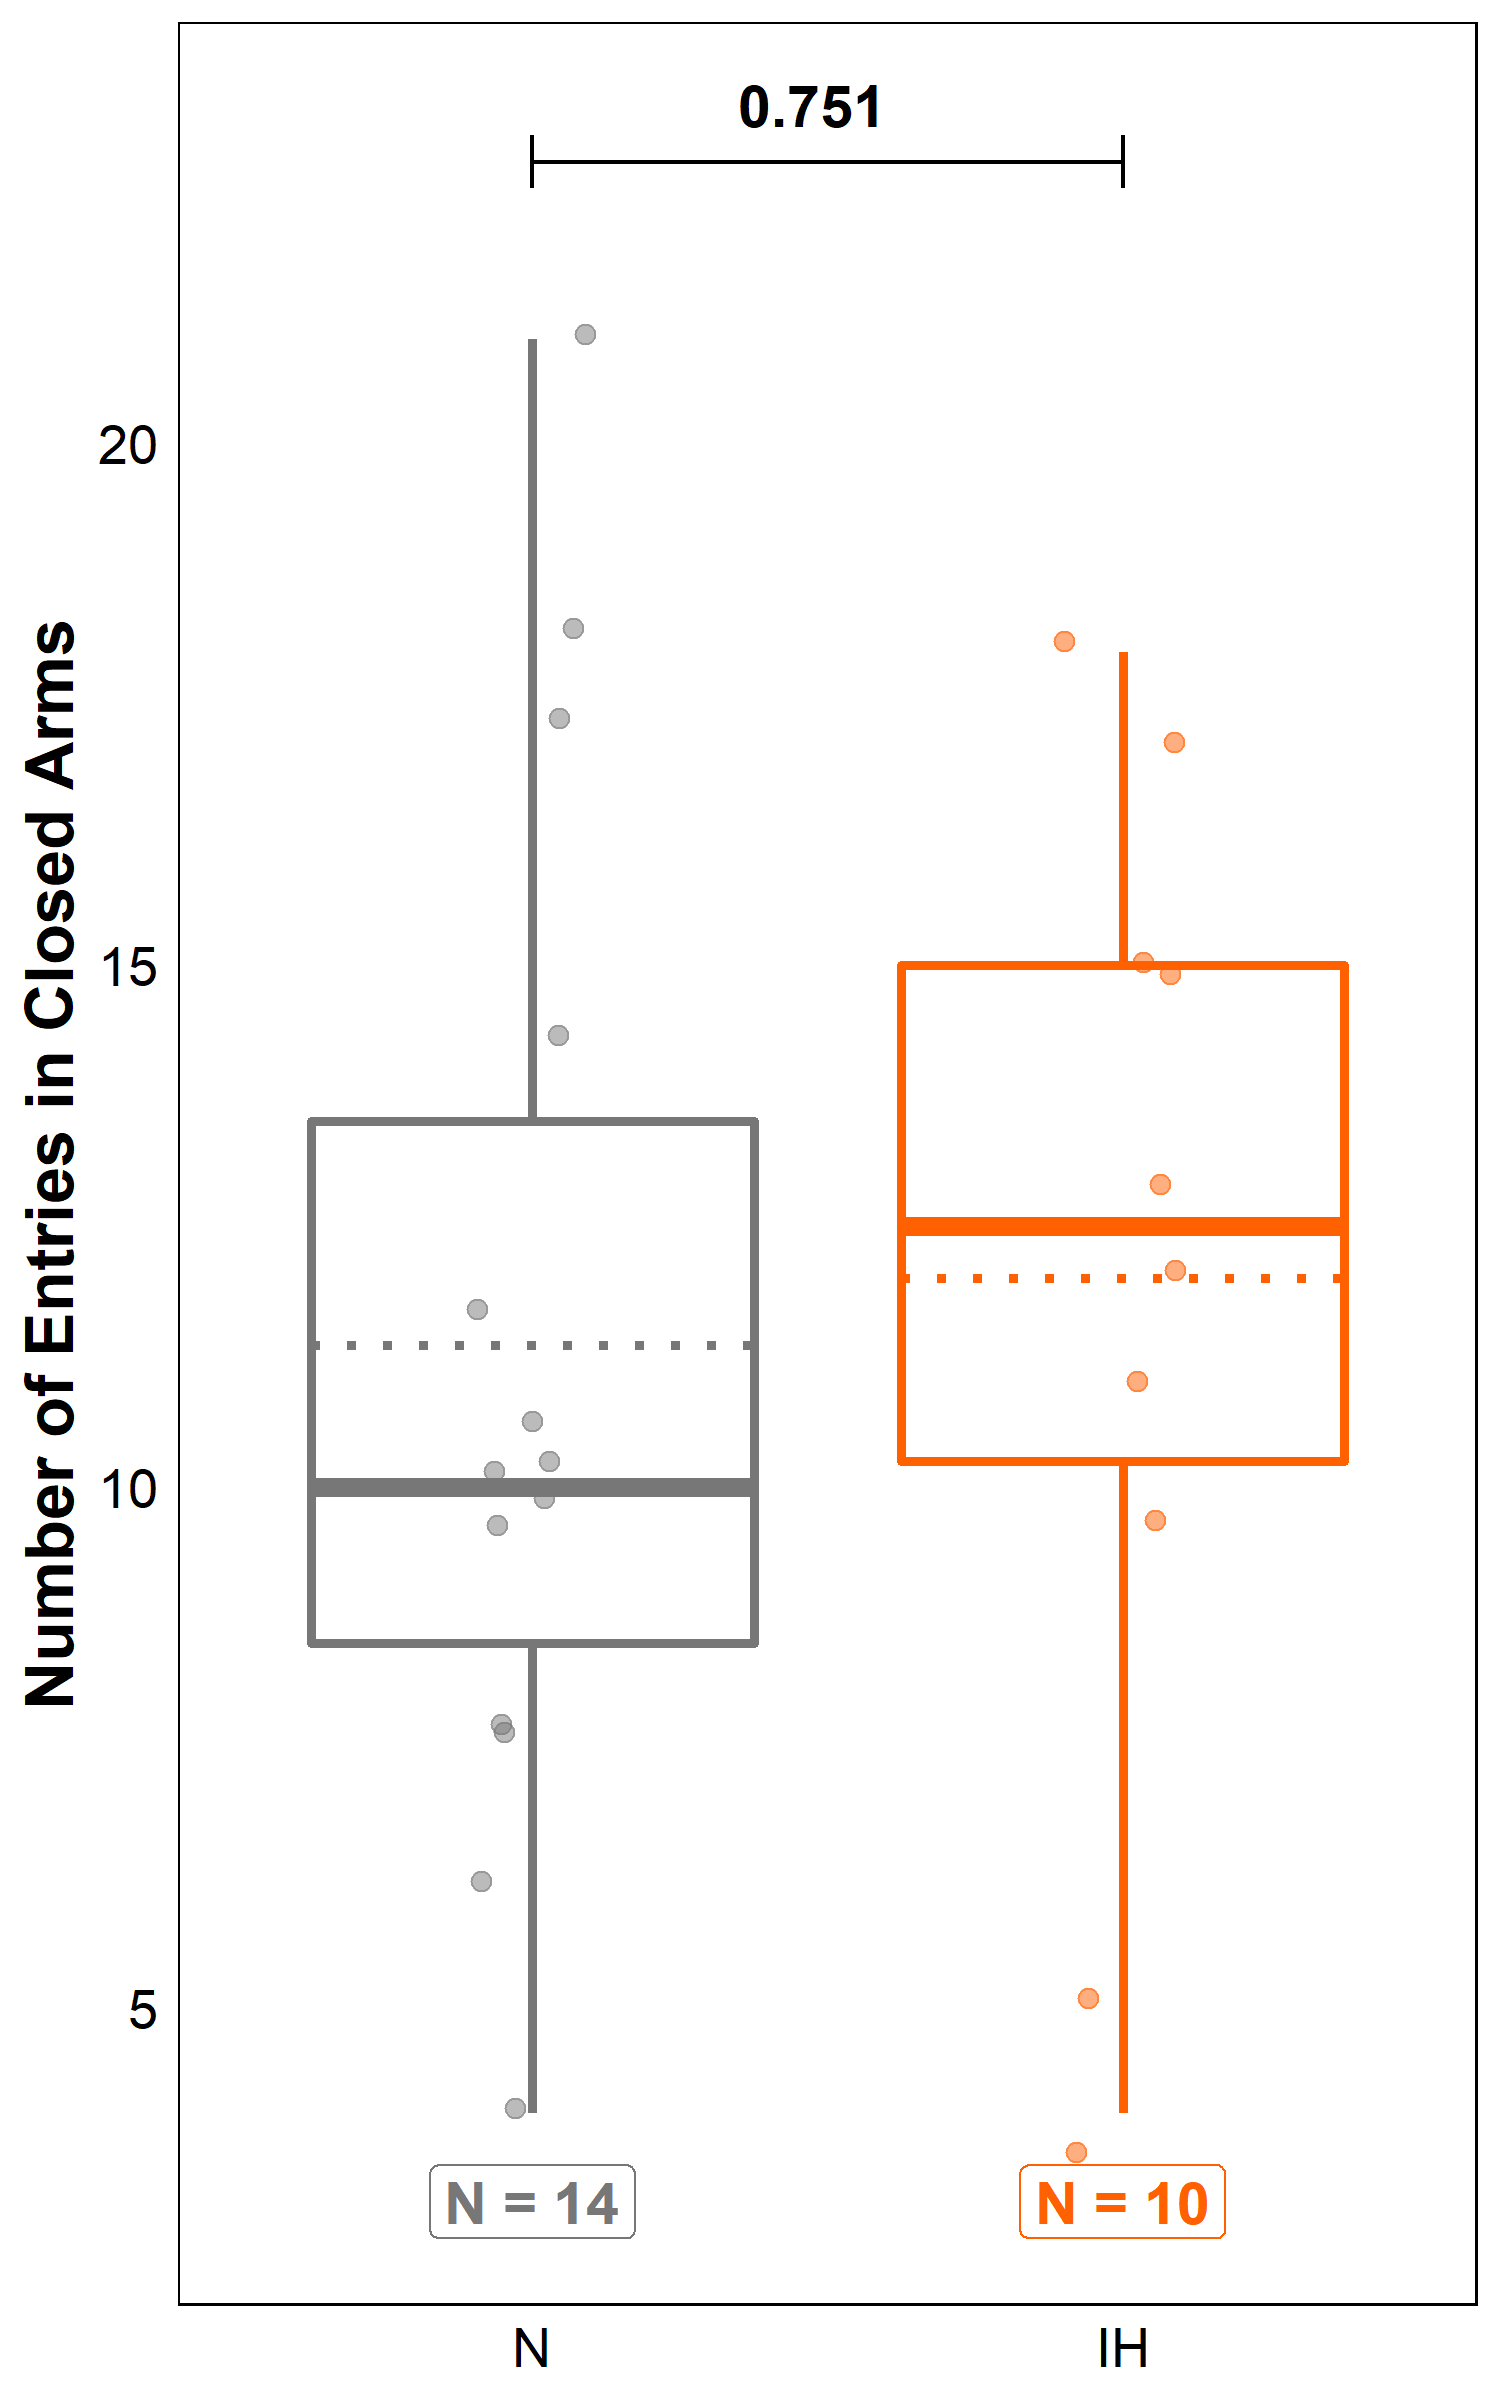 0.751
Number of Entries in Closed Arms
20
15
10
5
N = 14
N = 10
N
IH